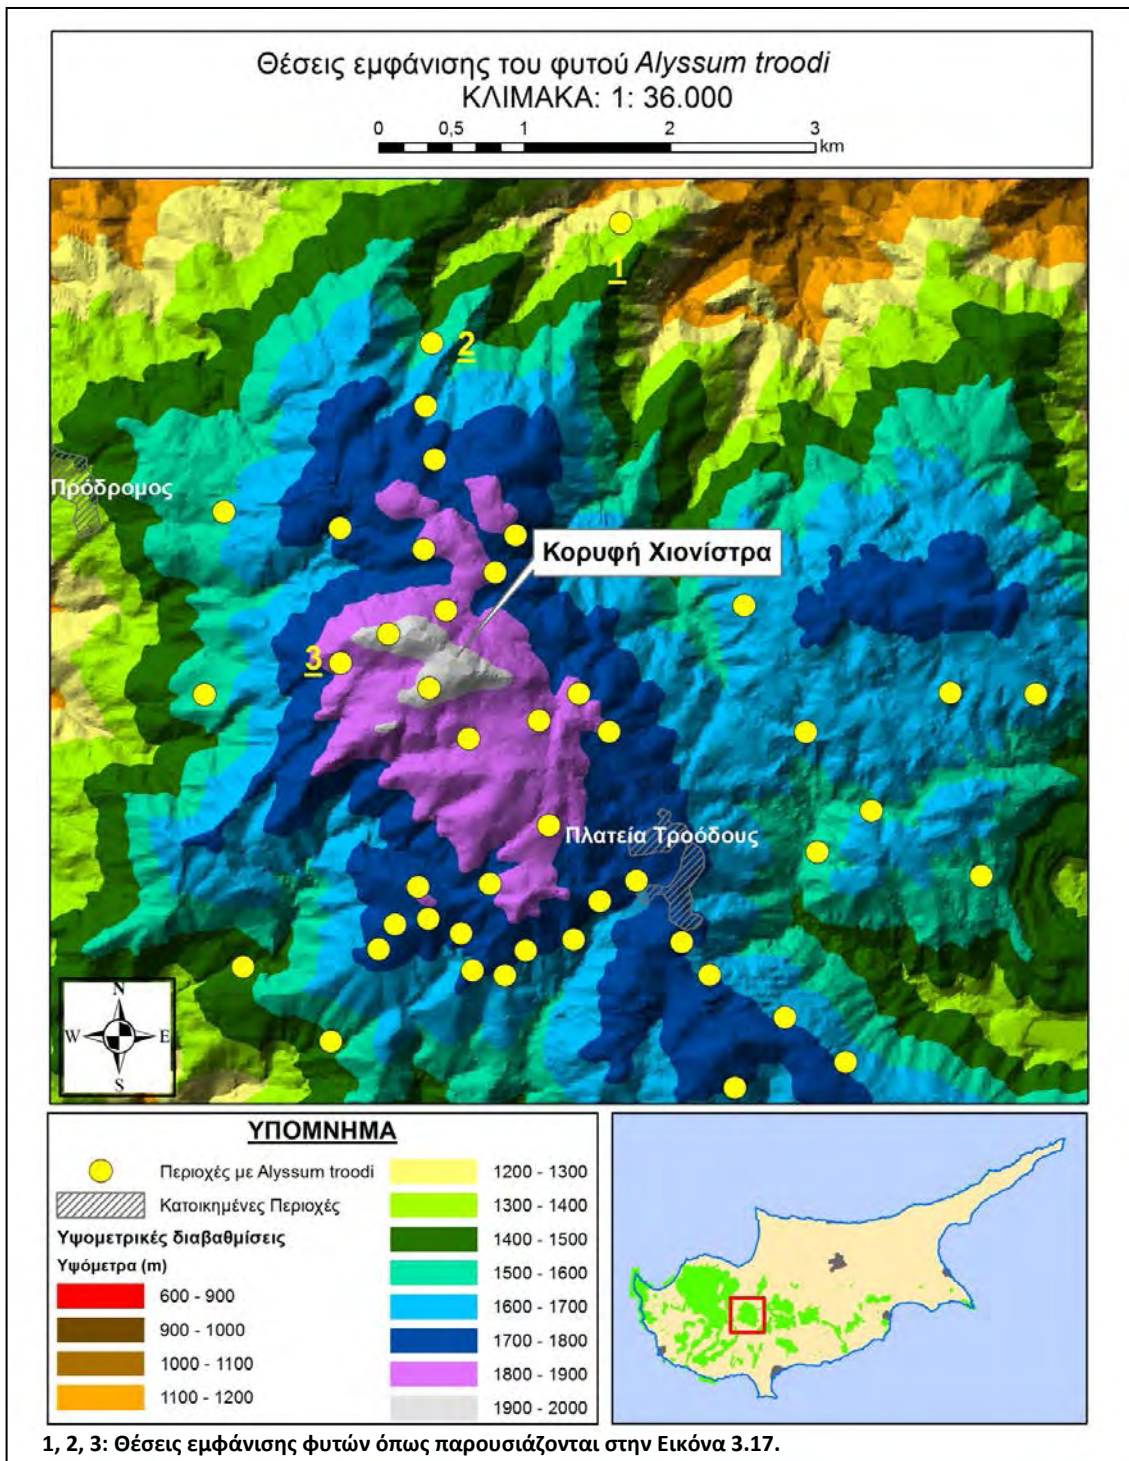 Θέσεις εμφάνισης του φυτού Alyssum troodi
ΚΛΙΜΑΚΑ: 1: 36.000
0 0,5 1 2 3
km
1
2
Πρόδρομος
Κορυφή Χιονίστρα
3
Πλατεία Τροόδους
N
W E
S
ΥΠΟΜΝΗΜΑ
Περιοχές με Alyssum troodi
Κατοικημένες Περιοχές
Υψομετρικές διαβαθμίσεις
Υψόμετρα (m)
600 - 900
900 - 1000
1000 - 1100
1100 - 1200
1200 - 1300
1300 - 1400
1400 - 1500
1500 - 1600
1600 - 1700
1700 - 1800
1800 - 1900
1900 - 2000
1, 2, 3: Θέσεις εμφάνισης φυτών όπως παρουσιάζονται στην Εικόνα 3.17.